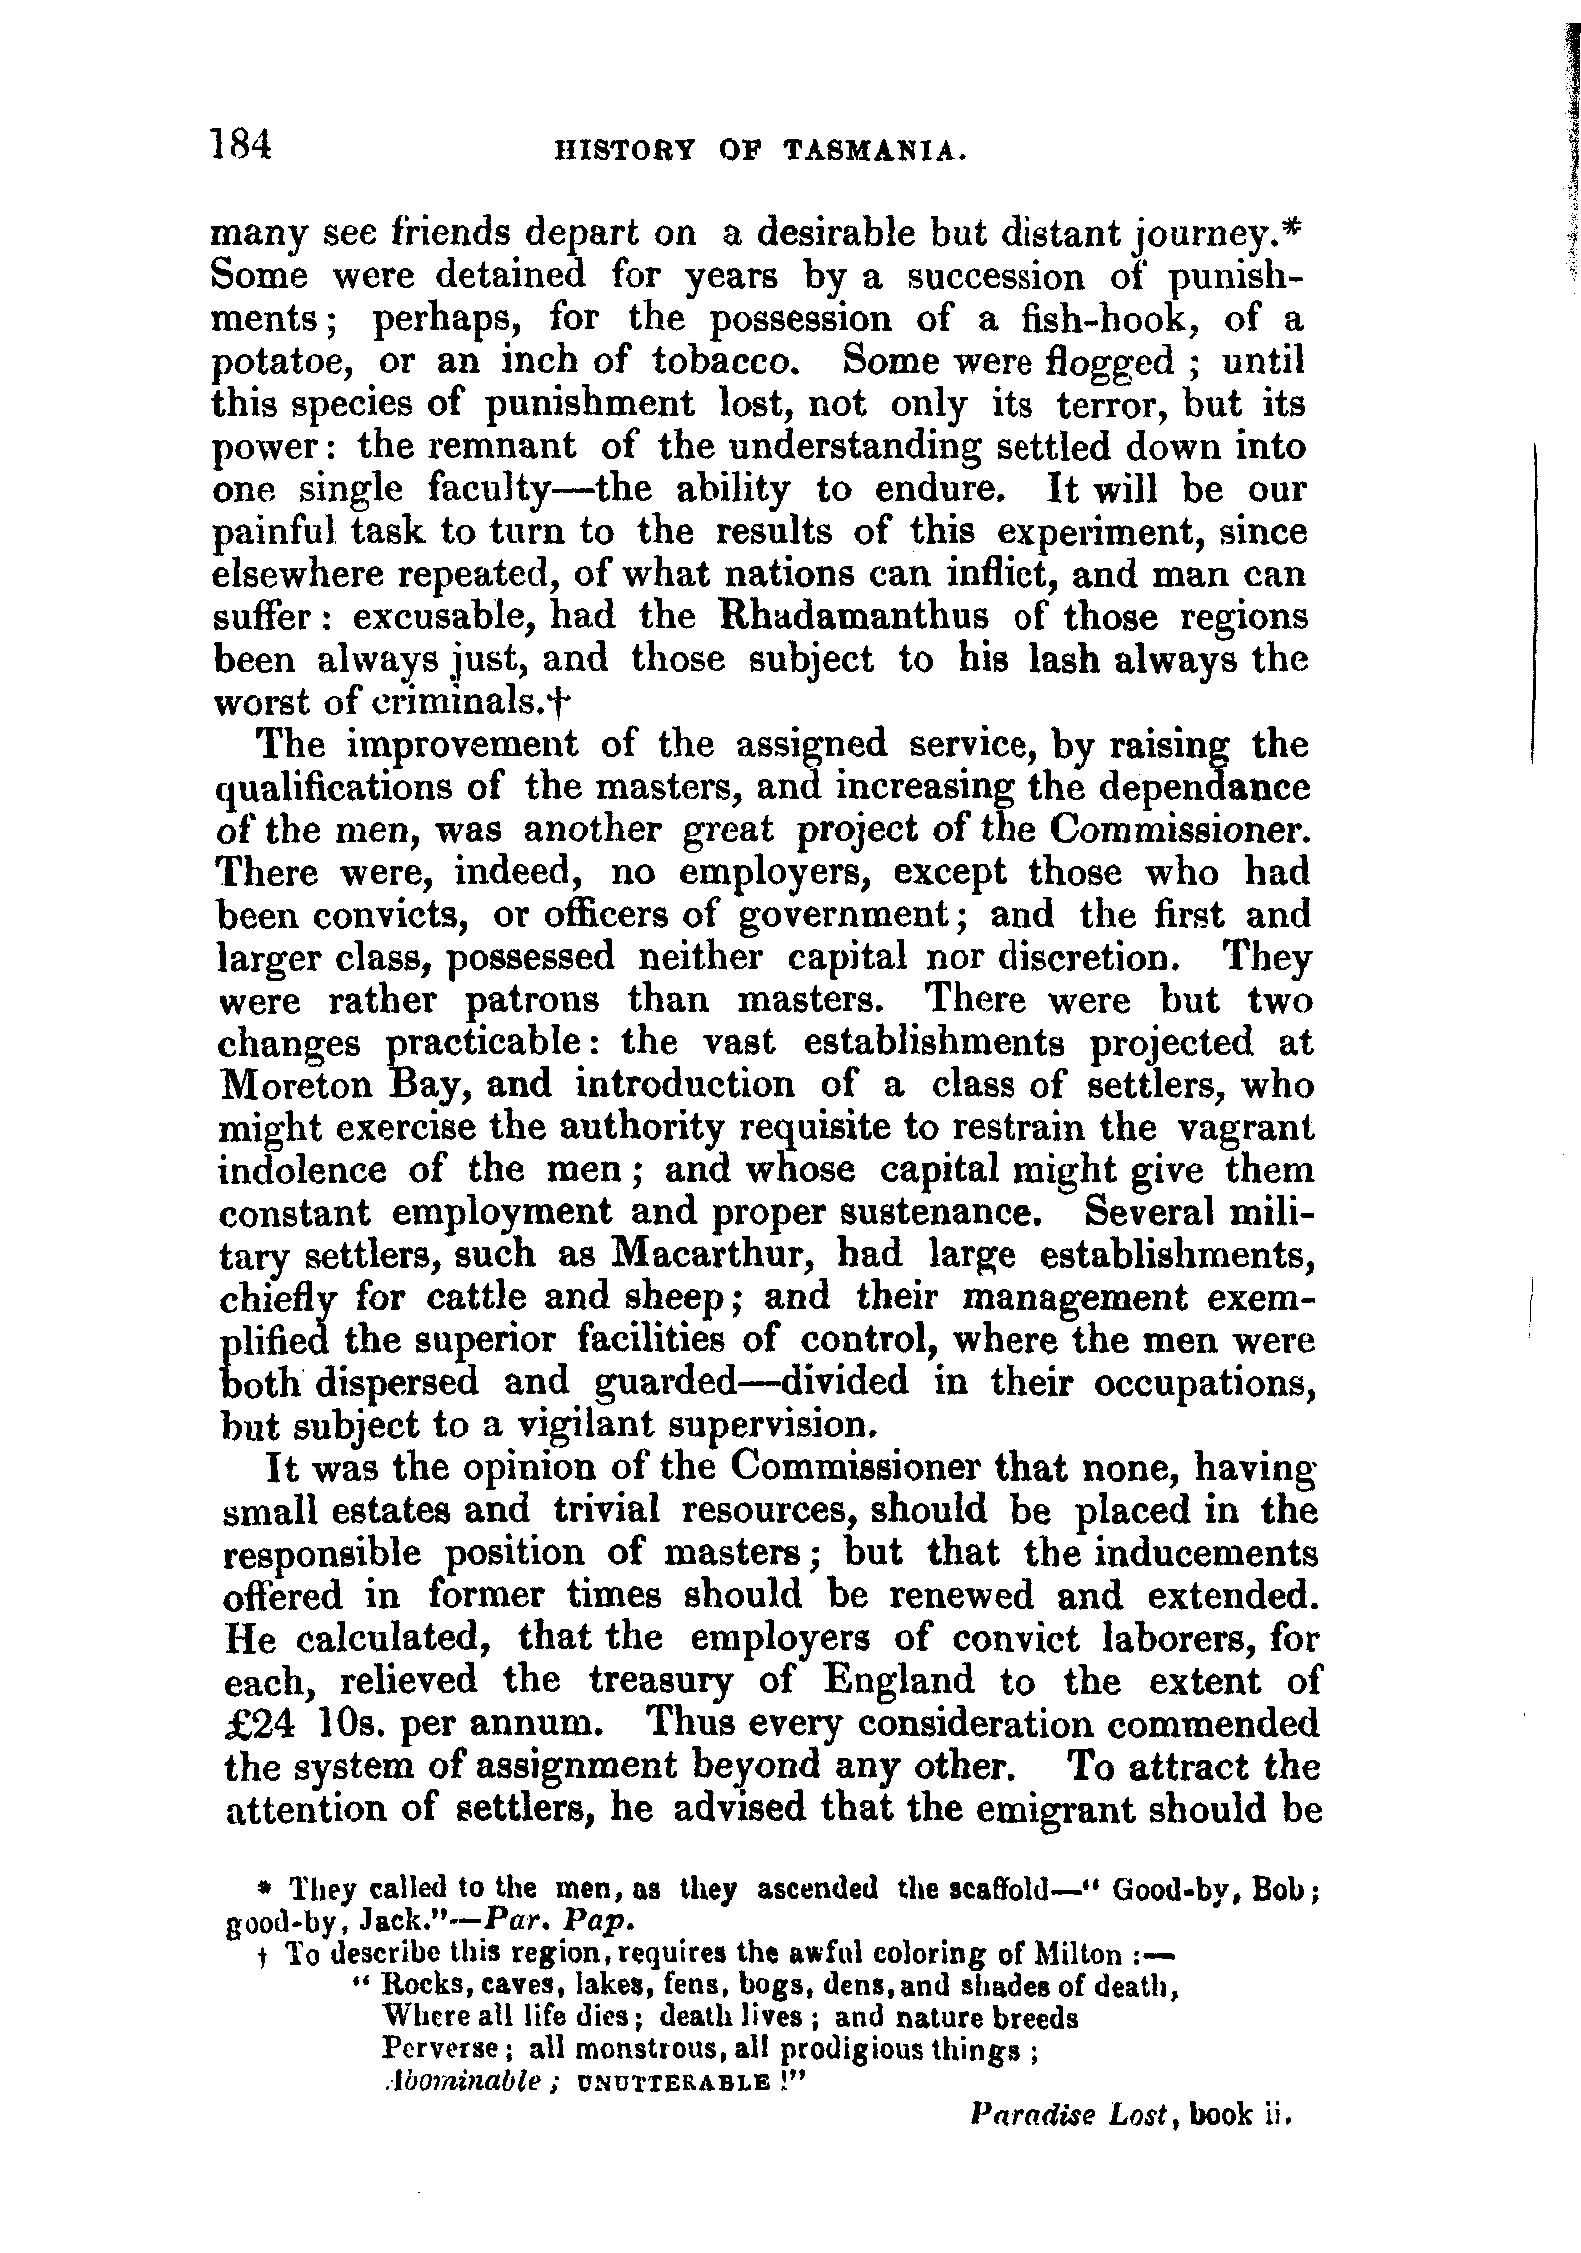 184 HISTORY OF TASMANIA.
many see friends depart on a desirable but distant journey.*
Some were detained for years by a succession of punish-
ments; perhaps, for the possession of a fish-hook, of a
potatoe, or an inch of tobacco. Some were flogged ; until
this species of punishment lost, not only its terror, but its
power: the remnant of the understanding settled down into
one single faculty—the ability to endure. It will be our
painful task to turn to the results of this experiment, since
elsewhere repeated, of what nations can inflict, and man can
suffer : excusable, had the Rhadamanthus of those regions
been always just, and those subject to his lash always the
worst of criminals.†
The improvement of the assigned service, by raising the
qualifications of the masters, and increasing the dependance
of the men, was another great project of the Commissioner.
There were, indeed, no employers, except those who had
been convicts, or officers of government; and the first and
larger class, possessed neither capital nor discretion. They
were rather patrons than masters. There were but two
changes practicable: the vast establishments projected at
Moreton Bay, and introduction of a class of settlers, who
might exercise the authority requisite to restrain the vagrant
indolence of the men ; and whose capital might give them
constant employment and proper sustenance. Several mili-
tary settlers, such as Macarthur, had large establishments,
chiefly for cattle and sheep; and their management exem-
plified the superior facilities of control, where the men were
both dispersed and guarded—divided in their occupations,
but subject to a vigilant supervision.
It was the opinion of the Commissioner that none, having
small estates and trivial resources, should be placed in the
responsible position of masters; but that the inducements
offered in former times should be renewed and extended.
He calculated, that the employers of convict laborers, for
each, relieved the treasury of England to the extent of
£24 10s. per annum. Thus every consideration commended
the system of assignment beyond any other. To attract the
attention of settlers, he advised that the emigrant should be
* They called to the men, as they ascended the scaffold—" Good-by, Bob;
good-by, Jack."—Par. Pap.
† To describe this region, requires the awful coloring of Milton :—
" Rocks, caves, lakes, fens, bogs, dens, and shades of death,
Where all life dies; death lives ; and nature breeds
Perverse; all monstrous, all prodigious things ;
Abominable ; UNUTTERABLE !"
Paradise Lost, book ii.